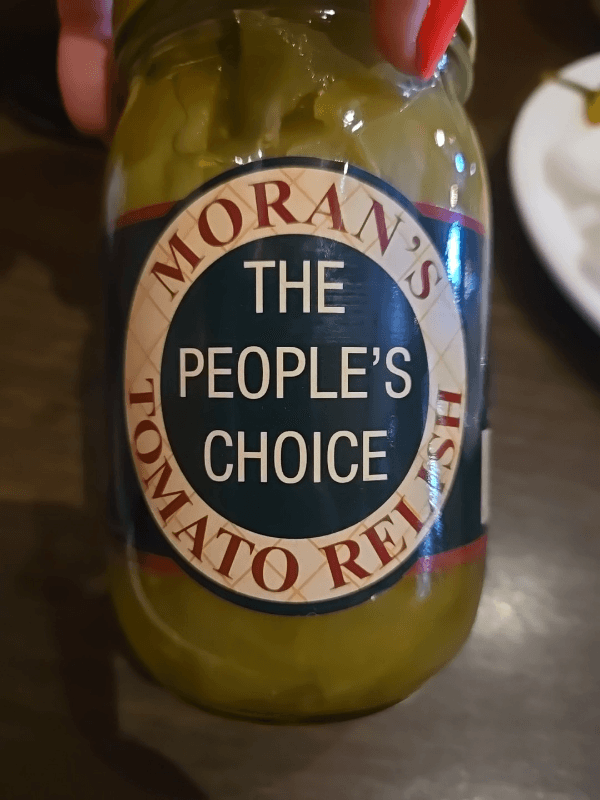 MORAN'S
THE
PEOPLE'S
CHOICE
TOMATO RELISH